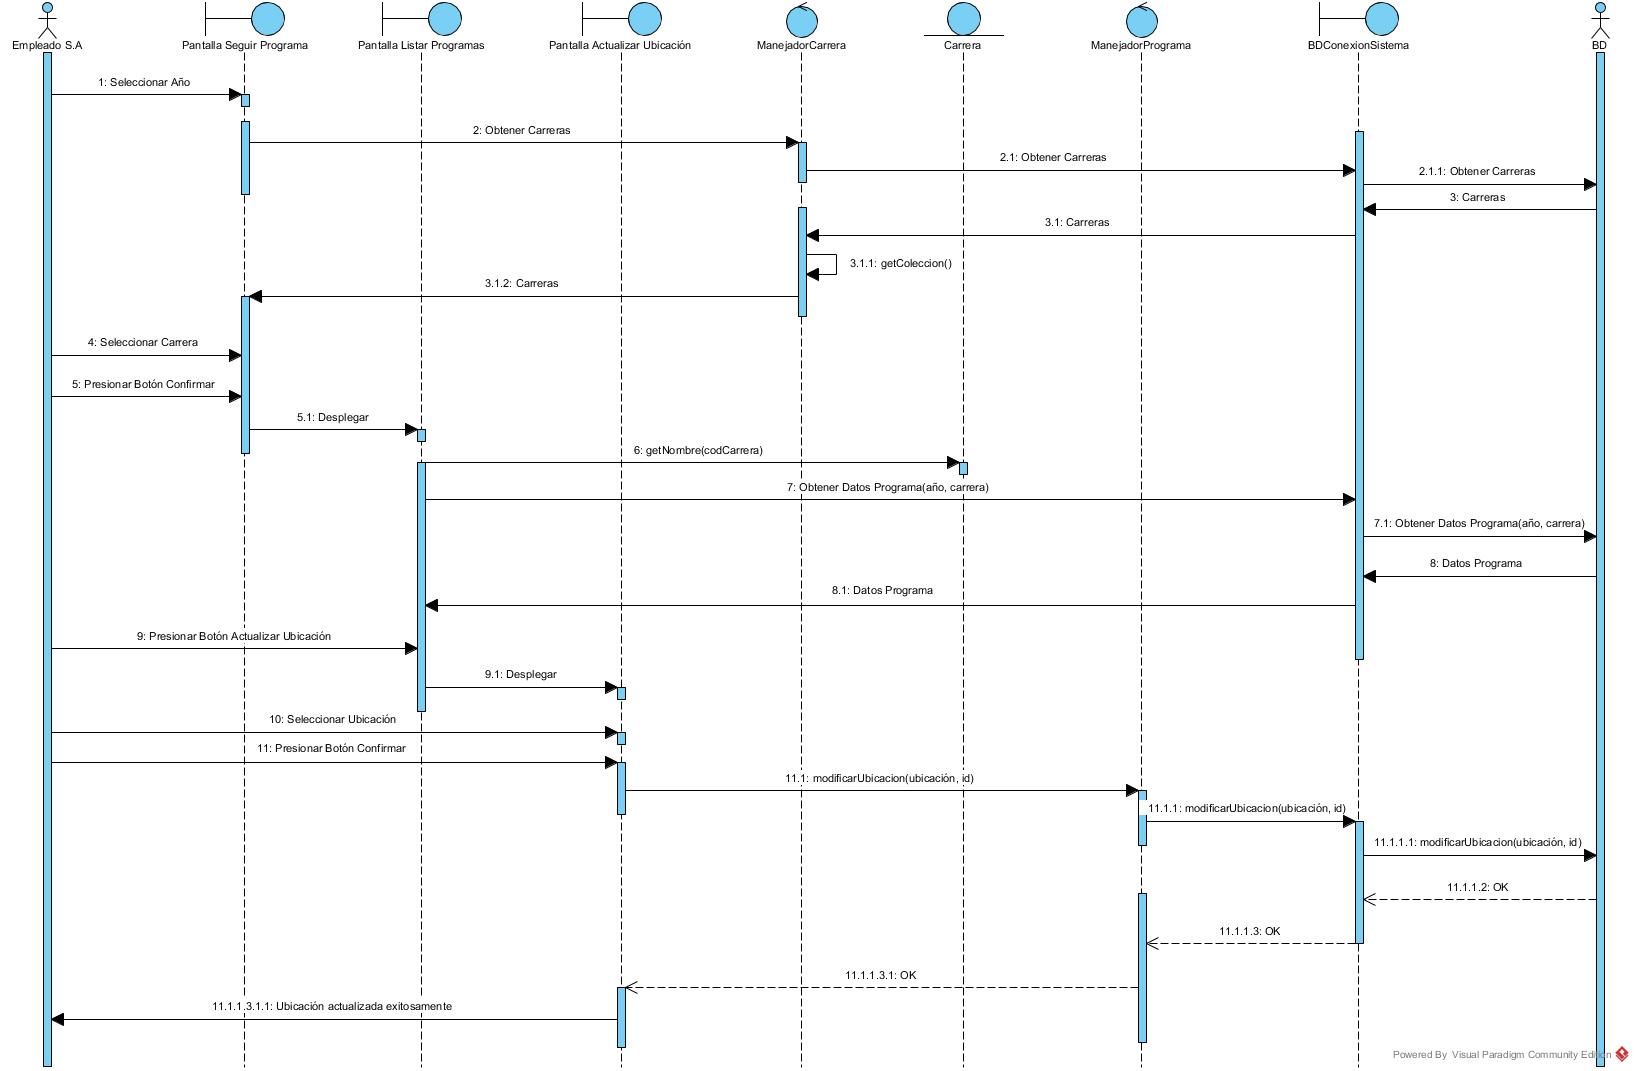 Empleado S.A
Pantalla Seguir Programa
Pantalla Listar Programas
Pantalla Actualizar Ubicación
ManejadorCarrera
Carrera
ManejadorPrograma
BDConexionSistema
BD
1: Seleccionar Año
2: Obtener Carreras
2.1: Obtener Carreras
2.1.1: Obtener Carreras
3: Carreras
3.1: Carreras
3.1.1: getColeccion()
3.1.2: Carreras
4: Seleccionar Carrera
5: Presionar Botón Confirmar
5.1: Desplegar
6: getNombre(codCarrera)
7: Obtener Datos Programa(año, carrera)
7.1: Obtener Datos Programa(año, carrera)
8: Datos Programa
8.1: Datos Programa
9: Presionar Botón Actualizar Ubicación
9.1: Desplegar
10: Seleccionar Ubicación
11: Presionar Botón Confirmar
11.1: modificarUbicacion(ubicación, id)
11.1.1: modificarUbicacion(ubicación, id)
11.1.1.1: modificarUbicacion(ubicación, id)
11.1.1.2: OK
11.1.1.3: OK
11.1.1.3.1: OK
11.1.1.3.1.1: Ubicación actualizada exitosamente
Powered By Visual Paradigm Community Edition